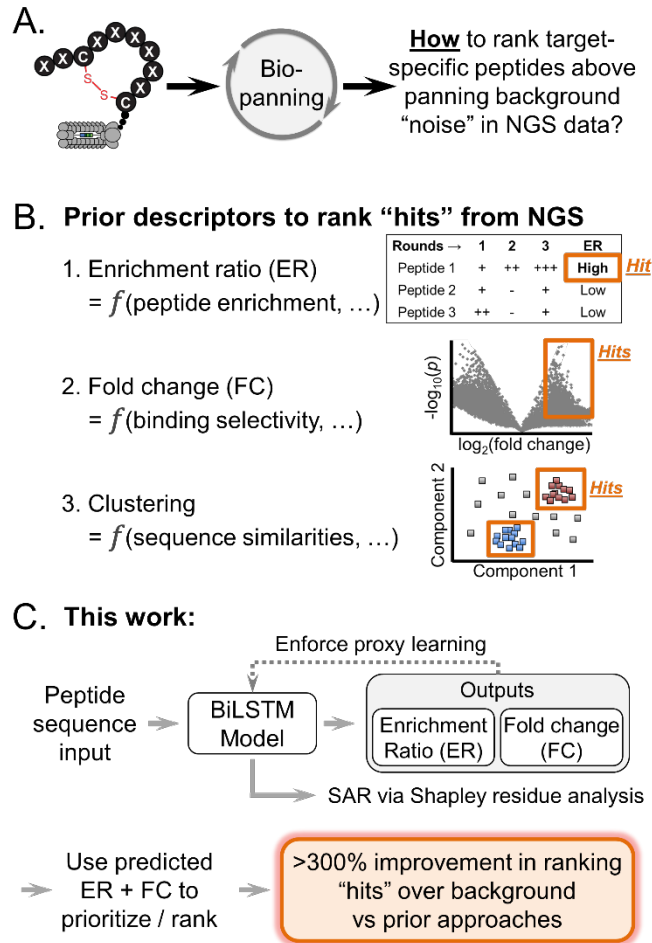 A.
X X C X X X X X X C
S
S
Bio-
panning
How to rank target-
specific peptides above
panning background
“noise” in NGS data?
B. Prior descriptors to rank “hits” from NGS
1. Enrichment ratio (ER)
= f(peptide enrichment, …)
Rounds → 1 2 3 ER
Peptide 1 + ++ +++ High
Peptide 2 + - + Low
Peptide 3 ++ - + Low
Hit
2. Fold change (FC)
= f(binding selectivity, …)
-log10(p)
log2(fold change)
Hits
3. Clustering
= f(sequence similarities, …)
Component 2
Component 1
Hits
C. This work:
Enforce proxy learning
Peptide
sequence
input
BiLSTM
Model
Outputs
Enrichment
Ratio (ER)
Fold change
(FC)
SAR via Shapley residue analysis
Use predicted
ER + FC to
prioritize / rank
>300% improvement in ranking
“hits” over background
vs prior approaches